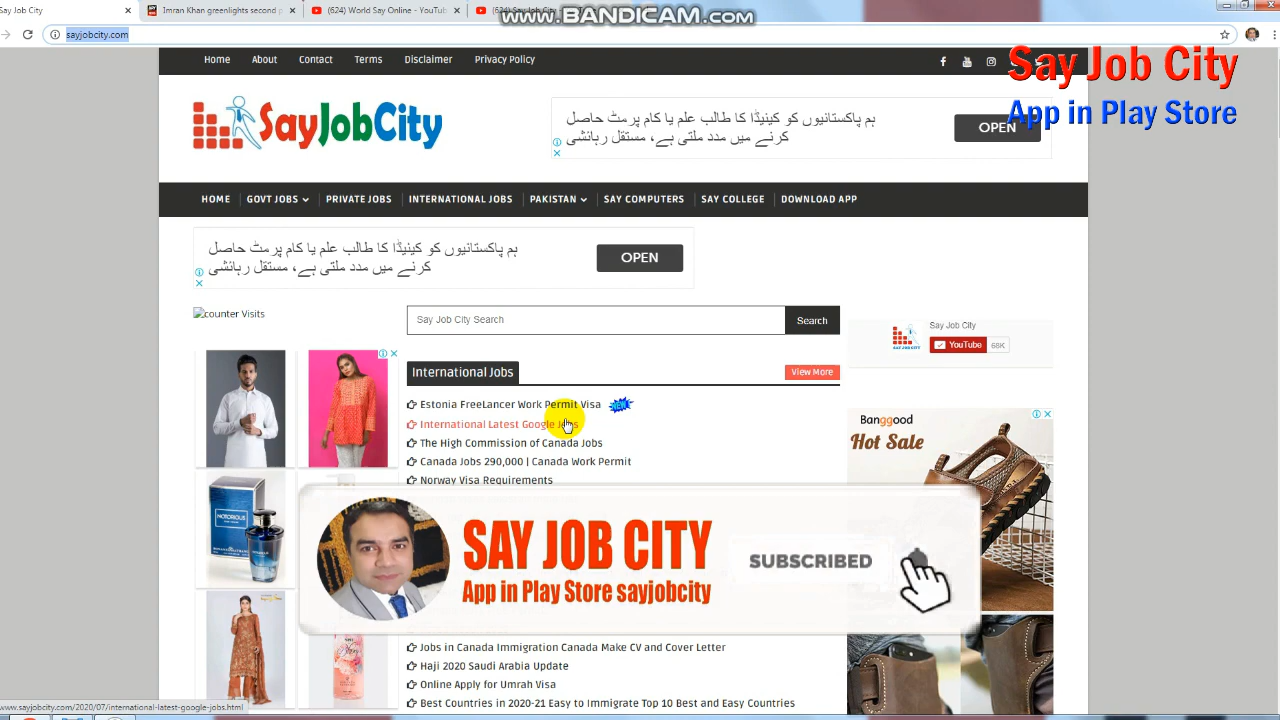 Say Job City
Imran Khan greenlights second p
(624) World Say Online - YouTub
www.BANDICAM.com
sayjobcity.com
Home About Contact Terms Disclaimer Privacy Policy
Say Job City
App in Play Store
SayJobCity
ہم پاکستانیوں کو کینیڈا کا طالب علم یا کام پرمٹ حاصل
کرنے میں مدد ملتی ہے، مستقل رہائشی
OPEN
HOME GOVT JOBS PRIVATE JOBS INTERNATIONAL JOBS PAKISTAN SAY COMPUTERS SAY COLLEGE DOWNLOAD APP
ہم پاکستانیوں کو کینیڈا کا طالب علم یا کام پرمٹ حاصل
کرنے میں مدد ملتی ہے، مستقل رہائشی
OPEN
counter Visits
Say Job City Search
Search
Say Job City
YouTube 68K
International Jobs
View More
Estonia FreeLancer Work Permit Visa NEW
International Latest Google Jobs
The High Commission of Canada Jobs
Canada Jobs 290,000 | Canada Work Permit
Norway Visa Requirements
Banggood
Hot Sale
NOTORIOUS
SAY JOB CITY
App in Play Store sayjobcity
SUBSCRIBED
Jobs in Canada Immigration Canada Make CV and Cover Letter
Hajj 2020 Saudi Arabia Update
Online Apply for Umrah Visa
Best Countries in 2020-21 Easy to Immigrate Top 10 Best and Easy Countries
www.sayjobcity.com/2020/07/international-latest-google-jobs.html